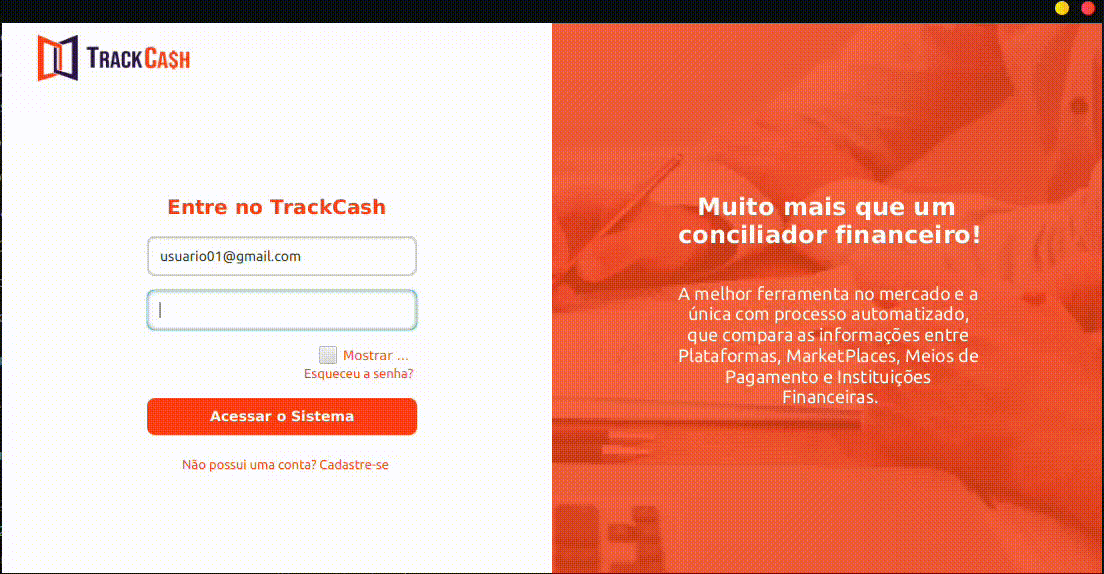 TRACKCA$H
Entre no TrackCash
usuario01@gmail.com
Mostrar ...
Esqueceu a senha?
Acessar o Sistema
Não possui uma conta? Cadastre-se
Muito mais que um
conciliador financeiro!
A melhor ferramenta no mercado e a
única com processo automatizado,
que compara as informações entre
Plataformas, MarketPlaces, Meios de
Pagamento e Instituições
Financeiras.